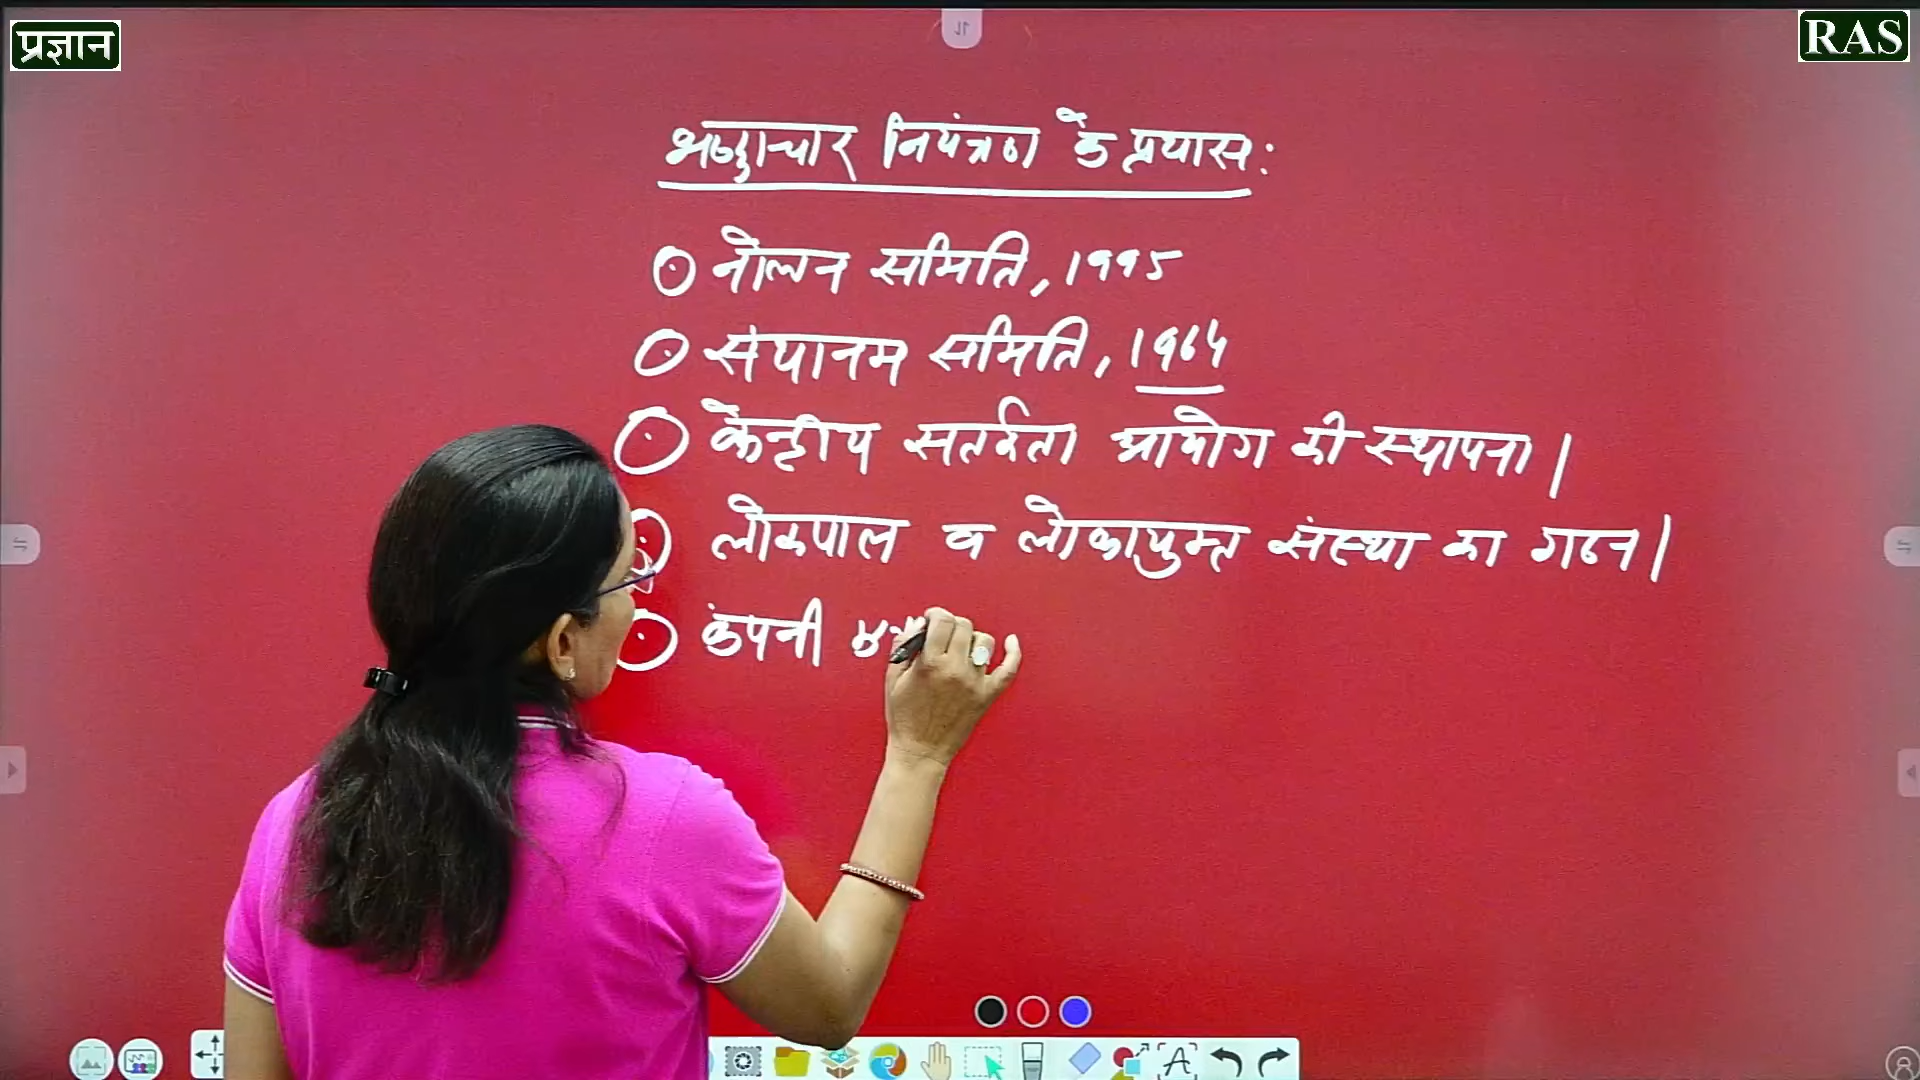 प्रज्ञान
RAS
भ्रष्टाचार नियंत्रण के प्रयास:
नोलन समिति, 1995
संथानम समिति, 1964
केन्द्रीय सतर्कता आयोग की स्थापना।
लोकपाल व लोकायुक्त संस्था का गठन।
कंपनी